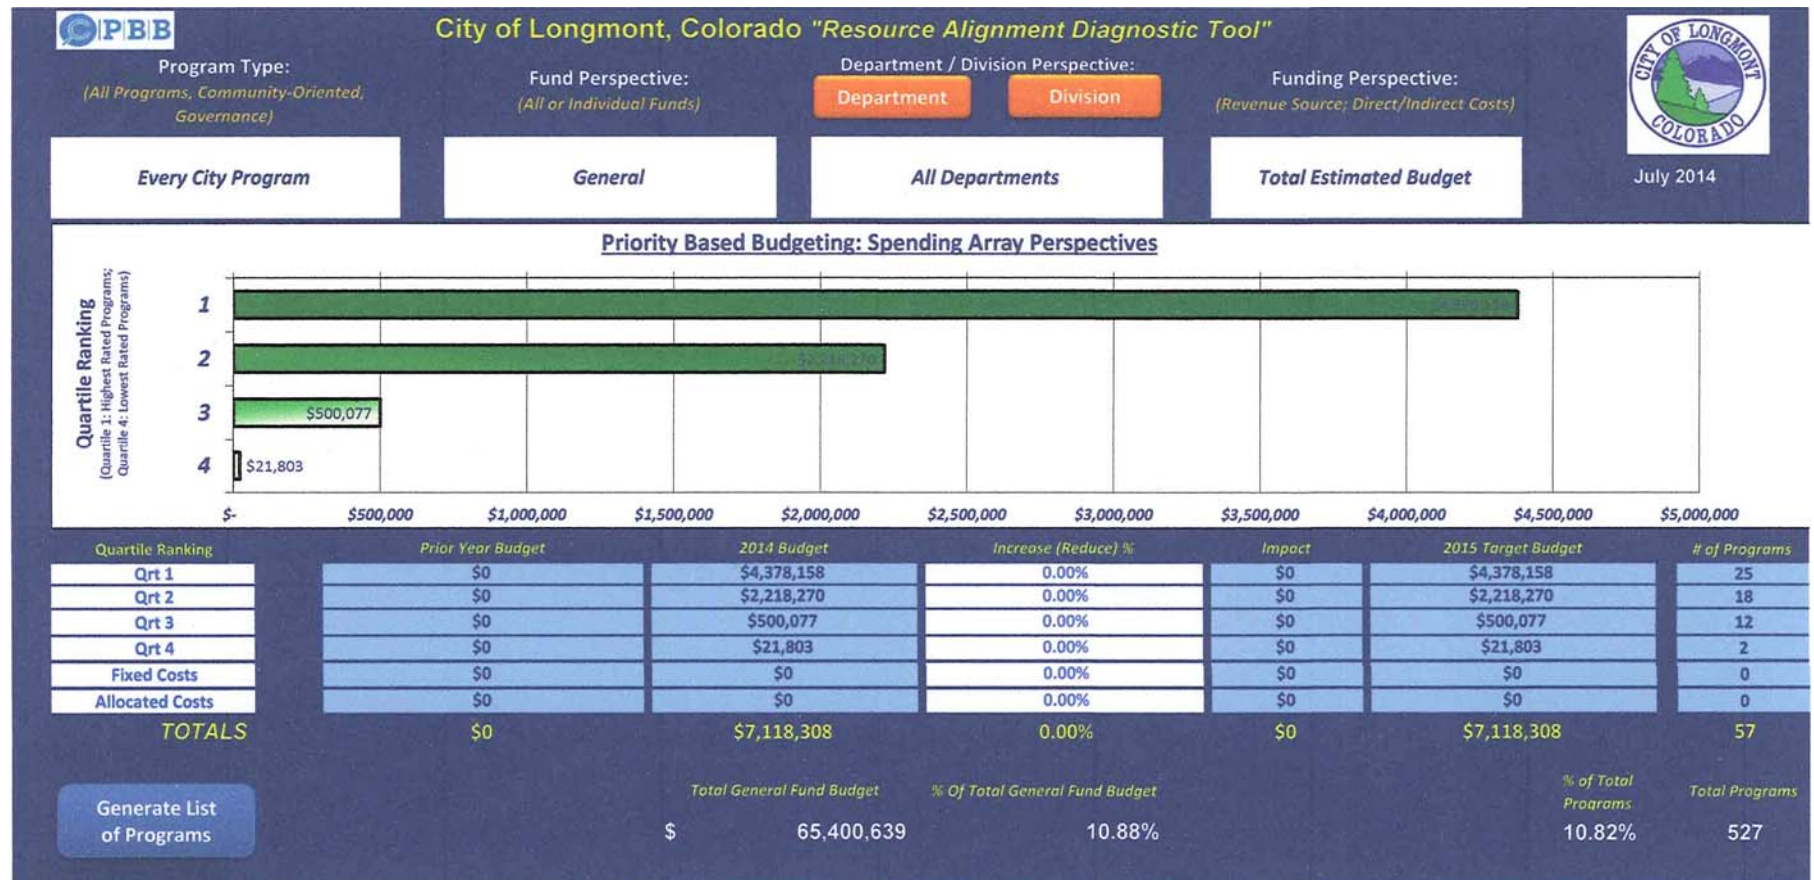 PBB
City of Longmont, Colorado "Resource Alignment Diagnostic Tool"
Program Type:
(All Programs, Community-Oriented,
Governance)
Fund Perspective:
(All or Individual Funds)
Department / Division Perspective:
Department Division
Funding Perspective:
(Revenue Source; Direct/Indirect Costs)
CITY OF LONGMONT
COLORADO
Every City Program General All Departments Total Estimated Budget July 2014
Priority Based Budgeting: Spending Array Perspectives
Quartile Ranking
(Quartile 1: Highest Rated Programs;
Quartile 4: Lowest Rated Programs)
1
2 $2,218,270
3 $500,077
4 $21,803
$- $500,000 $1,000,000 $1,500,000 $2,000,000 $2,500,000 $3,000,000 $3,500,000 $4,000,000 $4,500,000 $5,000,000
Quartile Ranking Prior Year Budget 2014 Budget Increase (Reduce) % Impact 2015 Target Budget # of Programs
Qrt 1 $0 $4,378,158 0.00% $0 $4,378,158 25
Qrt 2 $0 $2,218,270 0.00% $0 $2,218,270 18
Qrt 3 $0 $500,077 0.00% $0 $500,077 12
Qrt 4 $0 $21,803 0.00% $0 $21,803 2
Fixed Costs $0 $0 0.00% $0 $0 0
Allocated Costs $0 $0 0.00% $0 $0 0
TOTALS $0 $7,118,308 0.00% $0 $7,118,308 57
Generate List
of Programs
Total General Fund Budget % Of Total General Fund Budget
% of Total
Programs
Total Programs
$ 65,400,639 10.88% 10.82% 527